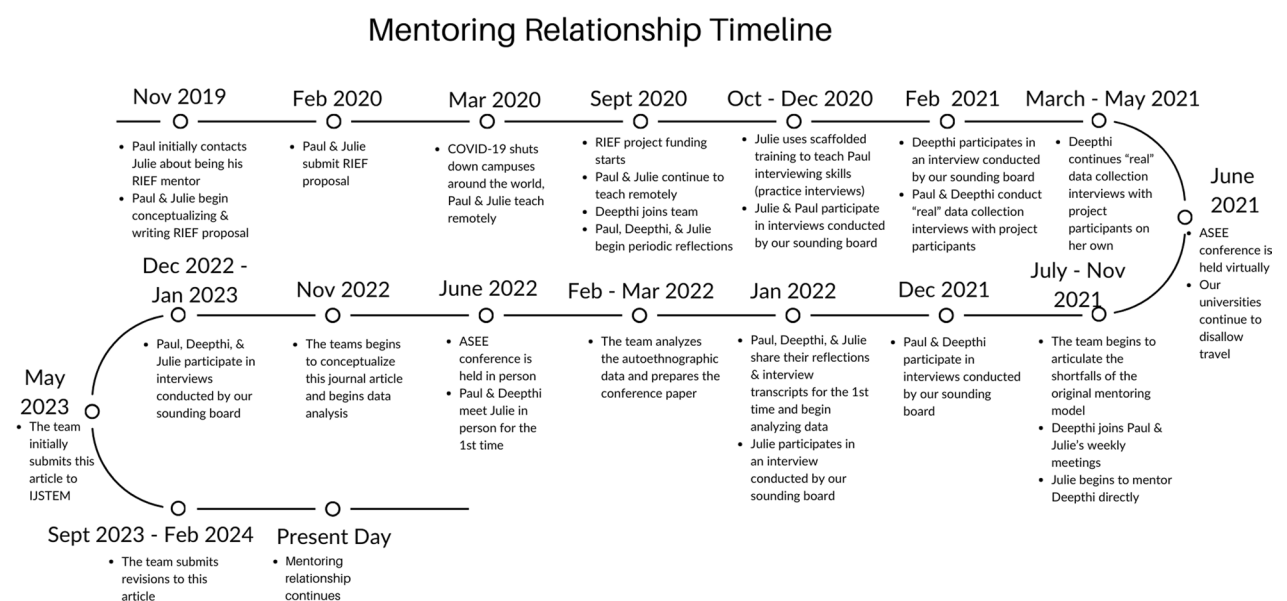 Mentoring Relationship Timeline
Nov 2019
• Paul initially contacts
Julie about being his
RIEF mentor
• Paul & Julie begin
conceptualizing &
writing RIEF proposal
Feb 2020
• Paul & Julie
submit RIEF
proposal
Mar 2020
• COVID-19 shuts
down campuses
around the world,
Paul & Julie teach
remotely
Sept 2020
• RIEF project funding
starts
• Paul & Julie continue to
teach remotely
• Deepthi joins team
• Paul, Deepthi, & Julie
begin periodic reflections
Oct - Dec 2020
• Julie uses scaffolded
training to teach Paul
interviewing skills
(practice interviews)
• Julie & Paul participate
in interviews conducted
by our sounding board
Feb 2021
• Deepthi participates in
an interview conducted
by our sounding board
• Paul & Deepthi conduct
“real” data collection
interviews with project
participants
March - May 2021
• Deepthi
continues “real”
data collection
interviews with
project
participants on
her own
June
2021
• ASEE
conference is
held virtually
• Our
universities
continue to
disallow
travel
July - Nov
2021
• The team begins to
articulate the
shortfalls of the
original mentoring
model
• Deepthi joins Paul &
Julie’s weekly
meetings
• Julie begins to mentor
Deepthi directly
Dec 2021
• Paul & Deepthi
participate in
interviews conducted
by our sounding
board
Jan 2022
• Paul, Deepthi, & Julie
share their reflections
& interview
transcripts for the 1st
time and begin
analyzing data
• Julie participates in
an interview
conducted by our
sounding board
Feb - Mar 2022
• The team analyzes
the autoethnographic
data and prepares the
conference paper
June 2022
• ASEE
conference is
held in person
• Paul & Deepthi
meet Julie in
person for the
1st time
Nov 2022
• The teams begins
to conceptualize
this journal article
and begins data
analysis
Dec 2022 -
Jan 2023
• Paul, Deepthi, &
Julie participate in
interviews
conducted by our
sounding board
May
2023
• The team
initially
submits this
article to
IJSTEM
Sept 2023 - Feb 2024
• The team submits
revisions to this
article
Present Day
• Mentoring
relationship
continues